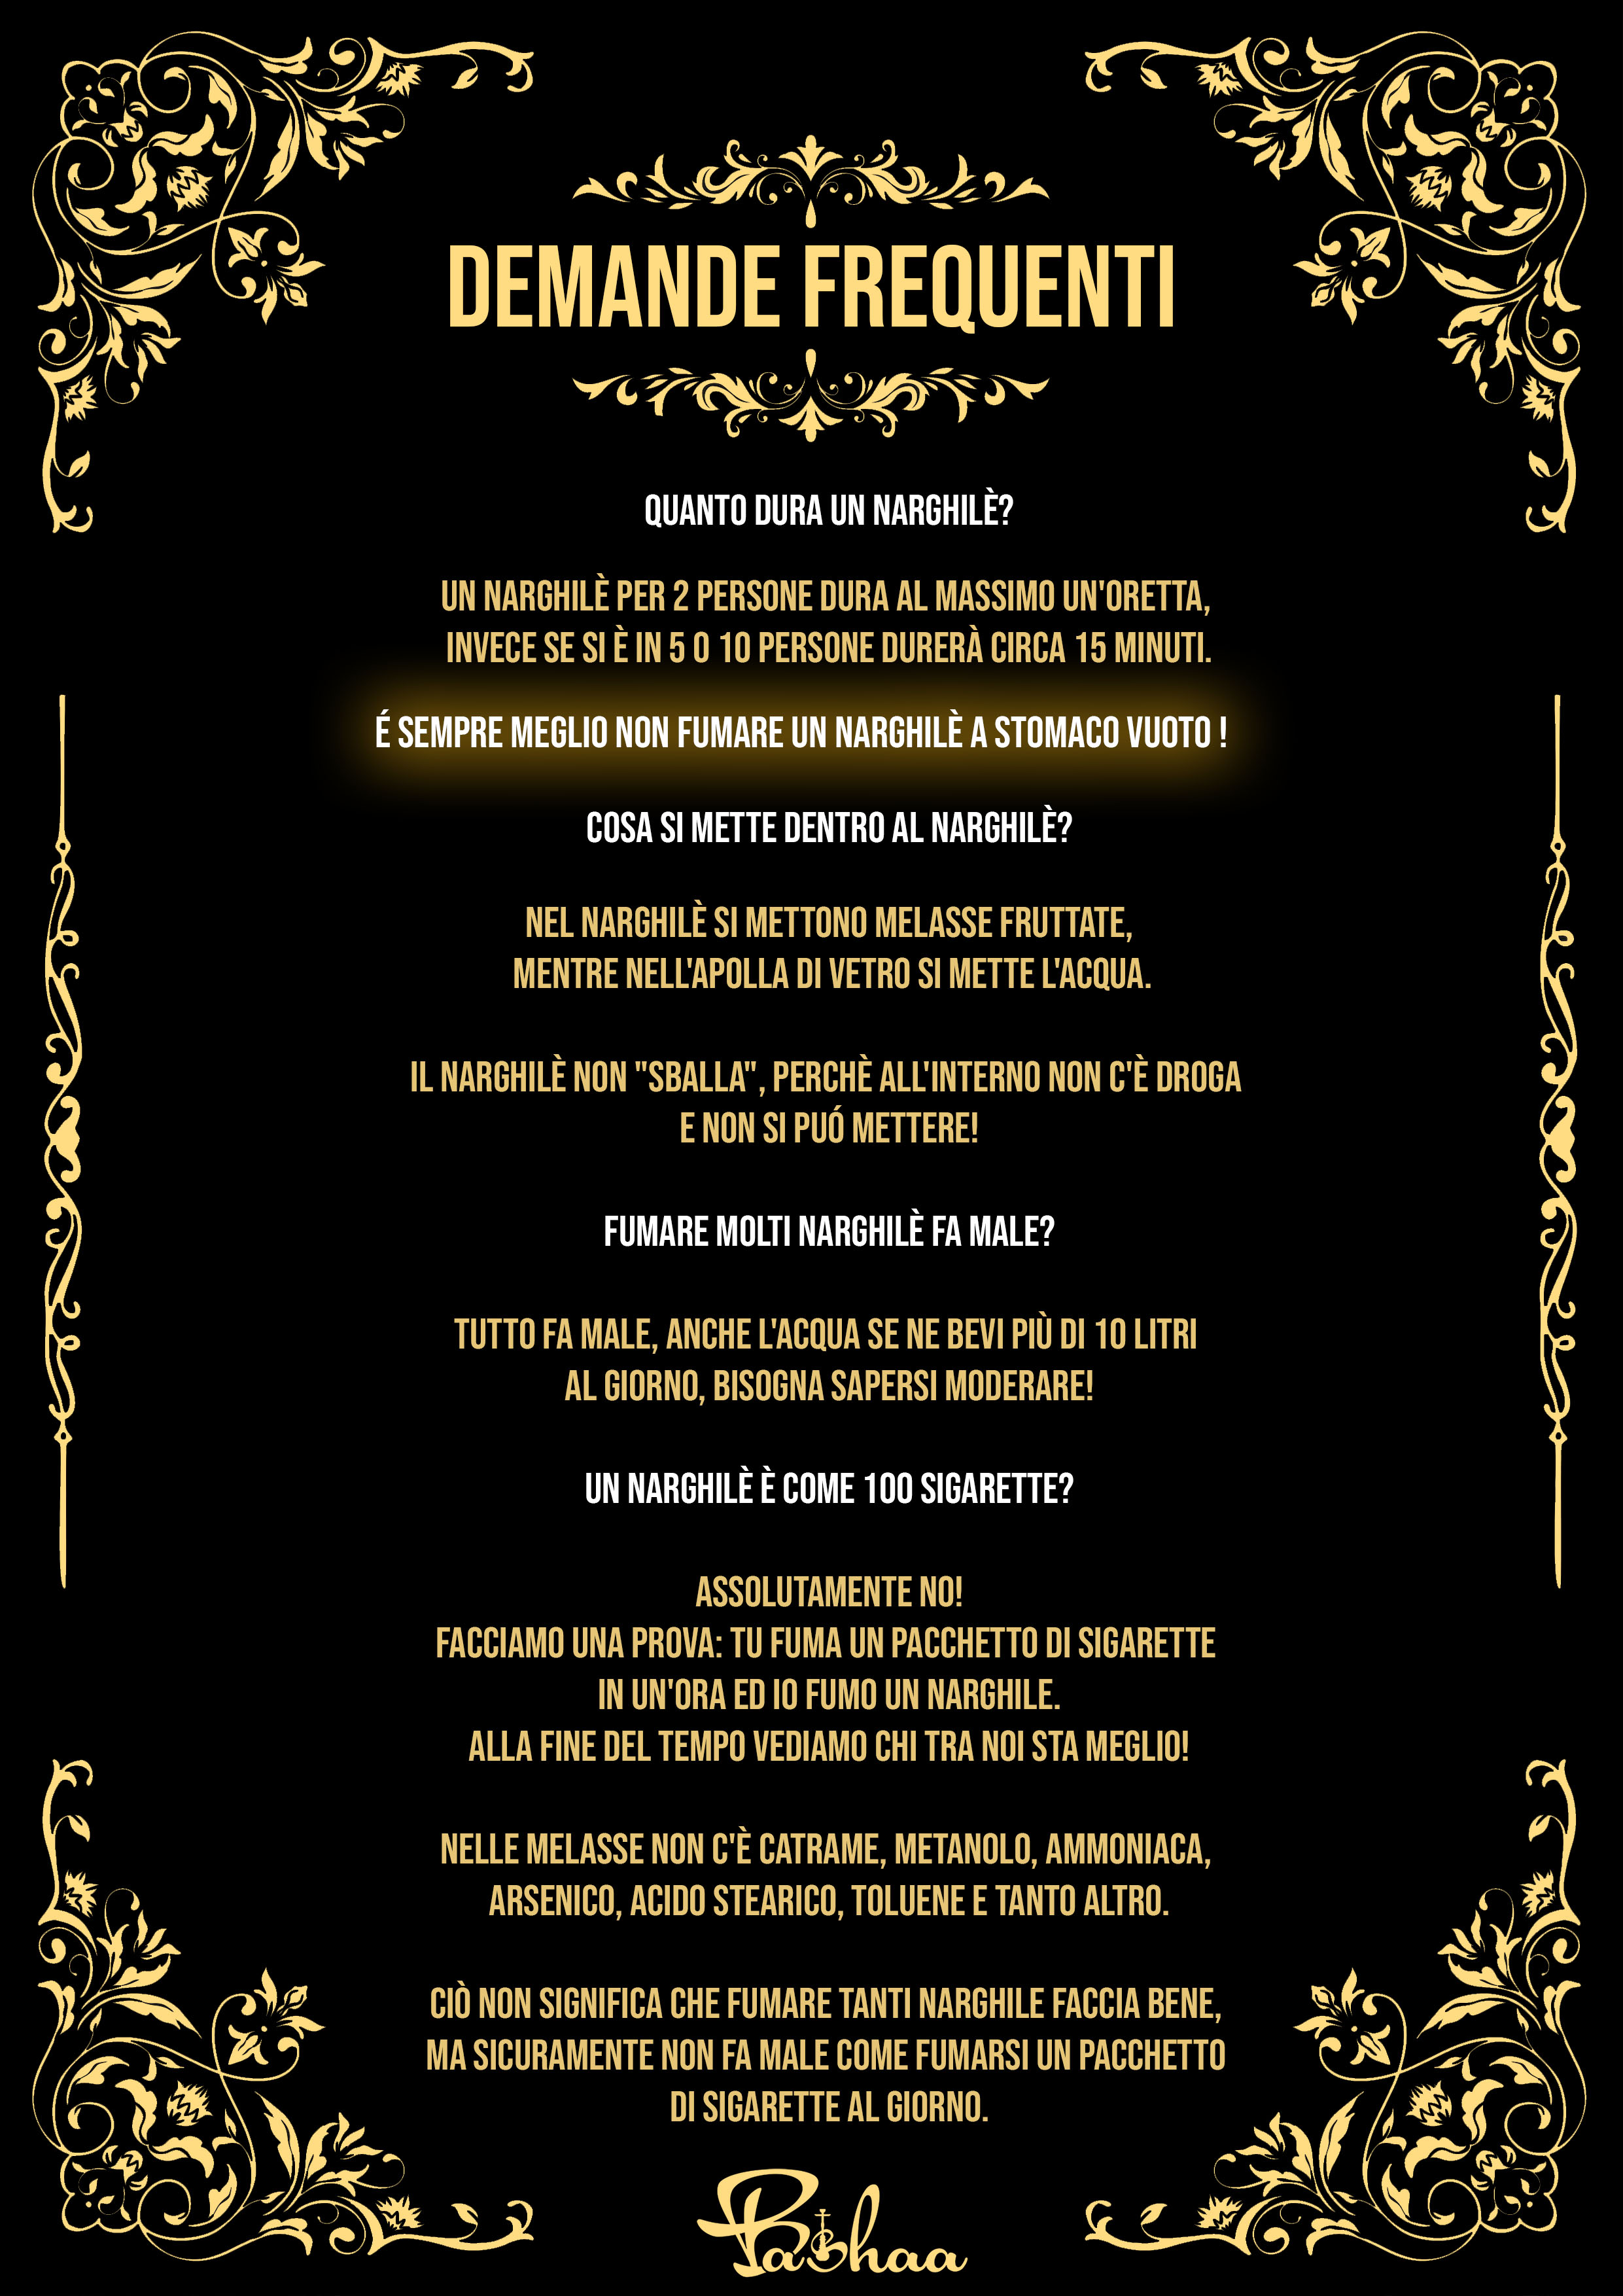 DEMANDE FREQUENTI
QUANTO DURA UN NARGHILÈ?
UN NARGHILÈ PER 2 PERSONE DURA AL MASSIMO UN'ORETTA,
INVECE SE SI È IN 5 O 10 PERSONE DURERÀ CIRCA 15 MINUTI.
É SEMPRE MEGLIO NON FUMARE UN NARGHILÈ A STOMACO VUOTO !
COSA SI METTE DENTRO AL NARGHILÈ?
NEL NARGHILÈ SI METTONO MELASSE FRUTTATE,
MENTRE NELL'APOLLA DI VETRO SI METTE L'ACQUA.
IL NARGHILÈ NON "SBALLA", PERCHÈ ALL'INTERNO NON C'È DROGA
E NON SI PUÓ METTERE!
FUMARE MOLTI NARGHILÈ FA MALE?
TUTTO FA MALE, ANCHE L'ACQUA SE NE BEVI PIÙ DI 10 LITRI
AL GIORNO, BISOGNA SAPERSI MODERARE!
UN NARGHILÈ È COME 100 SIGARETTE?
ASSOLUTAMENTE NO!
FACCIAMO UNA PROVA: TU FUMA UN PACCHETTO DI SIGARETTE
IN UN'ORA ED IO FUMO UN NARGHILE.
ALLA FINE DEL TEMPO VEDIAMO CHI TRA NOI STA MEGLIO!
NELLE MELASSE NON C'È CATRAME, METANOLO, AMMONIACA,
ARSENICO, ACIDO STEARICO, TOLUENE E TANTO ALTRO.
CIÒ NON SIGNIFICA CHE FUMARE TANTI NARGHILE FACCIA BENE,
MA SICURAMENTE NON FA MALE COME FUMARSI UN PACCHETTO
DI SIGARETTE AL GIORNO.
Pashaa